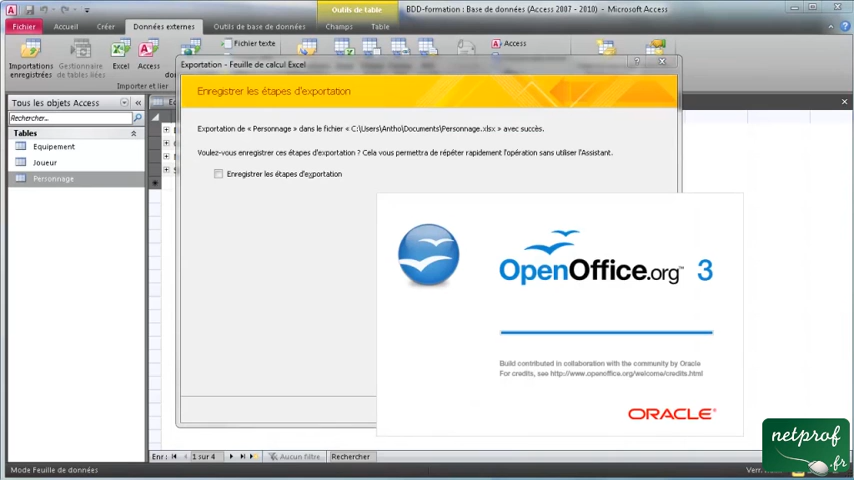 Outils de table
BDD-formation : Base de données (Access 2007 - 2010) - Microsoft Access
Fichier
Accueil
Créer
Données externes
Outils de base de données
Champs
Table
Importations
enregistrées
Gestionnaire
de tables liées
Excel
Access
Fichier texte
Access
Importer et lier
Exportation - Feuille de calcul Excel
Tous les objets Access
Enregistrer les étapes d'exportation
Rechercher...
Tables
Equipement
Joueur
Personnage
Exportation de « Personnage » dans le fichier « C:\Users\Antho\Documents\Personnage.xlsx » avec succès.
Voulez-vous enregistrer ces étapes d'exportation ? Cela vous permettra de répéter rapidement l'opération sans utiliser l'Assistant.
Enregistrer les étapes d'exportation
OpenOffice.org™ 3
Build contributed in collaboration with the community by Oracle
For credits, see http://www.openoffice.org/welcome/credits.html
ORACLE®
netprof
.fr
Enr :
1 sur 4
Aucun filtre
Rechercher
Mode Feuille de données
Verr.